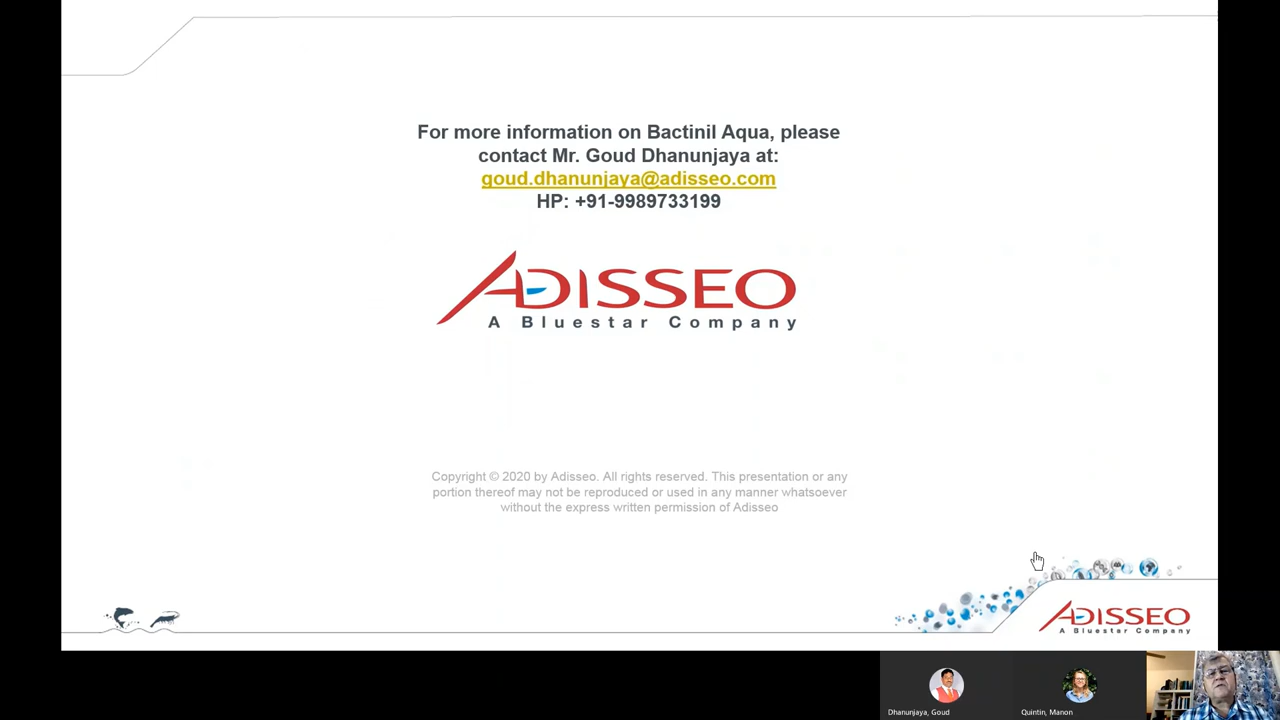 For more information on Bactinil Aqua, please
contact Mr. Goud Dhanunjaya at:
goud.dhanunjaya@adisseo.com
HP: +91-9989733199
ADISSEO
A Bluestar Company
Copyright © 2020 by Adisseo. All rights reserved. This presentation or any
portion thereof may not be reproduced or used in any manner whatsoever
without the express written permission of Adisseo
ADISSEO
A Bluestar Company
Dhanunjaya, Goud
Quintin, Manon